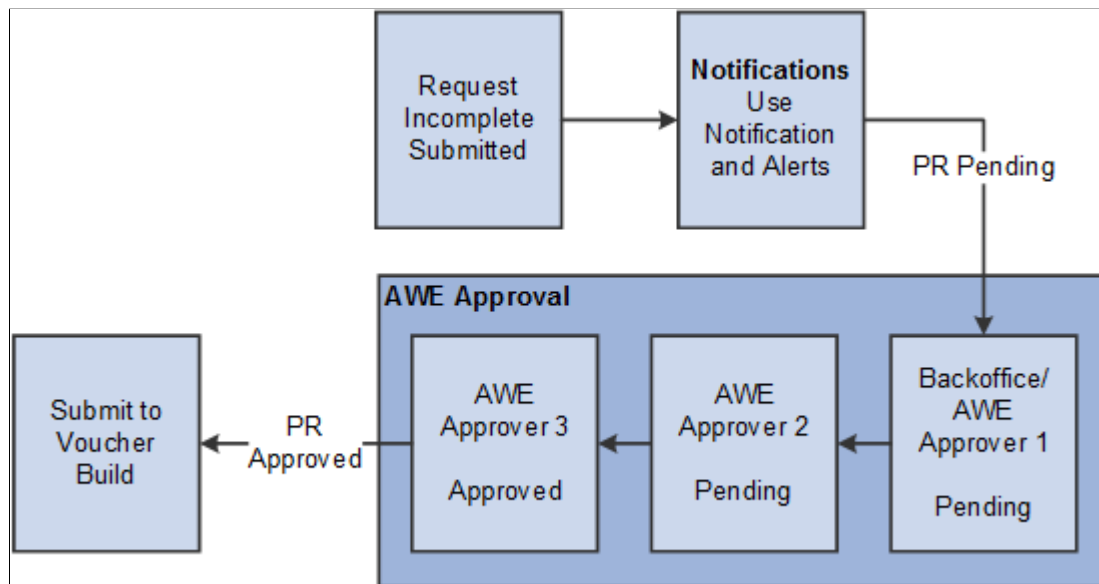 Request
Incomplete
Submitted
Notifications
Use
Notification
and Alerts
PR Pending
AWE Approval
Backoffice/
AWE
Approver 1
Pending
AWE
Approver 2
Pending
AWE
Approver 3
Approved
PR
Approved
Submit to
Voucher
Build